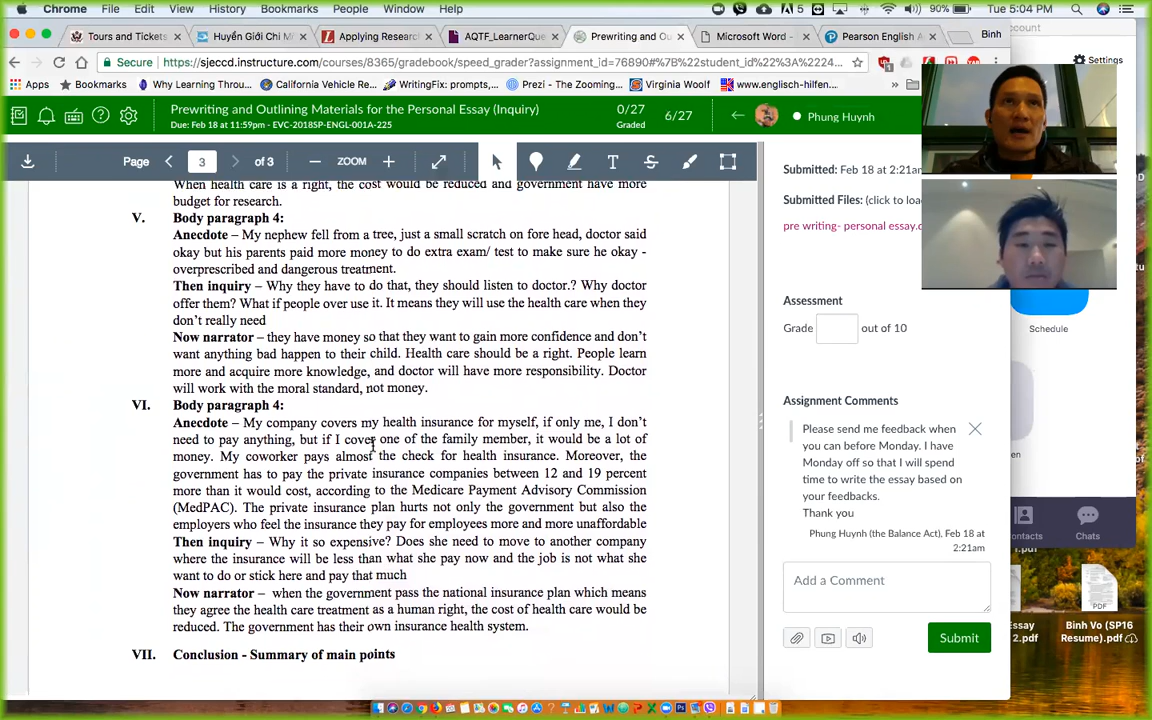 Chrome File Edit View History Bookmarks People Window Help
5 90% Tue 5:04 PM
Tours and Tickets
Huyền Giới Chi M
Applying Researc
AQTF_LearnerQue
Prewriting and Ou
Microsoft Word -
Pearson English A
Binh
Secure https://sjeccd.instructure.com/courses/8365/gradebook/speed_grader?assignment_id=76890#%7B%22student_id%22%3A%2224...
Apps Bookmarks Why Learning Throu... California Vehicle Re... WritingFix: prompts,... Prezi - The Zooming... Virginia Woolf www.englisch-hilfen... »
count
Settings
Prewriting and Outlining Materials for the Personal Essay (Inquiry)
Due: Feb 18 at 11:59pm - EVC-2018SP-ENGL-001A-225
0/27
Graded
6/27
Phung Huynh
Page 3 of 3 ZOOM
When health care is a right, the cost would be reduced and government have more
budget for research.
V. Body paragraph 4:
Anecdote – My nephew fell from a tree, just a small scratch on fore head, doctor said
okay but his parents paid more money to do extra exam/ test to make sure he okay -
overprescribed and dangerous treatment.
Then inquiry – Why they have to do that, they should listen to doctor.? Why doctor
offer them? What if people over use it. It means they will use the health care when they
don't really need
Now narrator – they have money so that they want to gain more confidence and don't
want anything bad happen to their child. Health care should be a right. People learn
more and acquire more knowledge, and doctor will have more responsibility. Doctor
will work with the moral standard, not money.
VI. Body paragraph 4:
Anecdote – My company covers my health insurance for myself, if only me, I don't
need to pay anything, but if I cover one of the family member, it would be a lot of
money. My coworker pays almost the check for health insurance. Moreover, the
government has to pay the private insurance companies between 12 and 19 percent
more than it would cost, according to the Medicare Payment Advisory Commission
(MedPAC). The private insurance plan hurts not only the government but also the
employers who feel the insurance they pay for employees more and more unaffordable
Then inquiry – Why it so expensive? Does she need to move to another company
where the insurance will be less than what she pay now and the job is not what she
want to do or stick here and pay that much
Now narrator – when the government pass the national insurance plan which means
they agree the health care treatment as a human right, the cost of health care would be
reduced. The government has their own insurance health system.
VII. Conclusion - Summary of main points
Submitted: Feb 18 at 2:21am
Submitted Files: (click to loa
pre writing- personal essay.d
Assessment
Grade out of 10
Assignment Comments
Please send me feedback when
you can before Monday. I have
Monday off so that I will spend
time to write the essay based on
your feedbacks.
Thank you
Phung Huynh (the Balance Act), Feb 18 at
2:21am
Add a Comment
Submit
Schedule
ontacts
Chats
1.pdf
PDF
Essay
2.pdf
Binh Vo (SP16
Resume).pdf